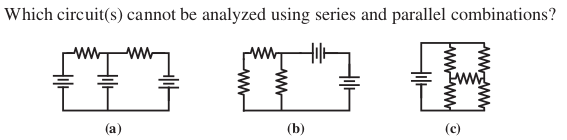 Which circuit(s) cannot be analyzed using series and parallel combinations?
(a) (b) (c)